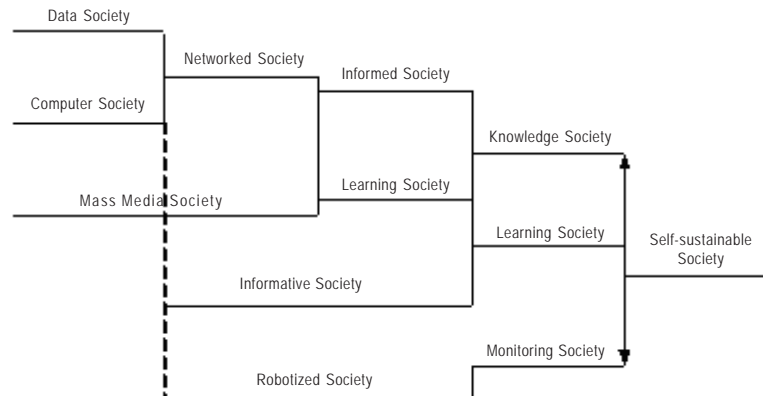 Data Society
Networked Society
Informed Society
Computer Society
Knowledge Society
Learning Society
Mass Media Society
Learning Society
Self-sustainable
Society
Informative Society
Monitoring Society
Robotized Society